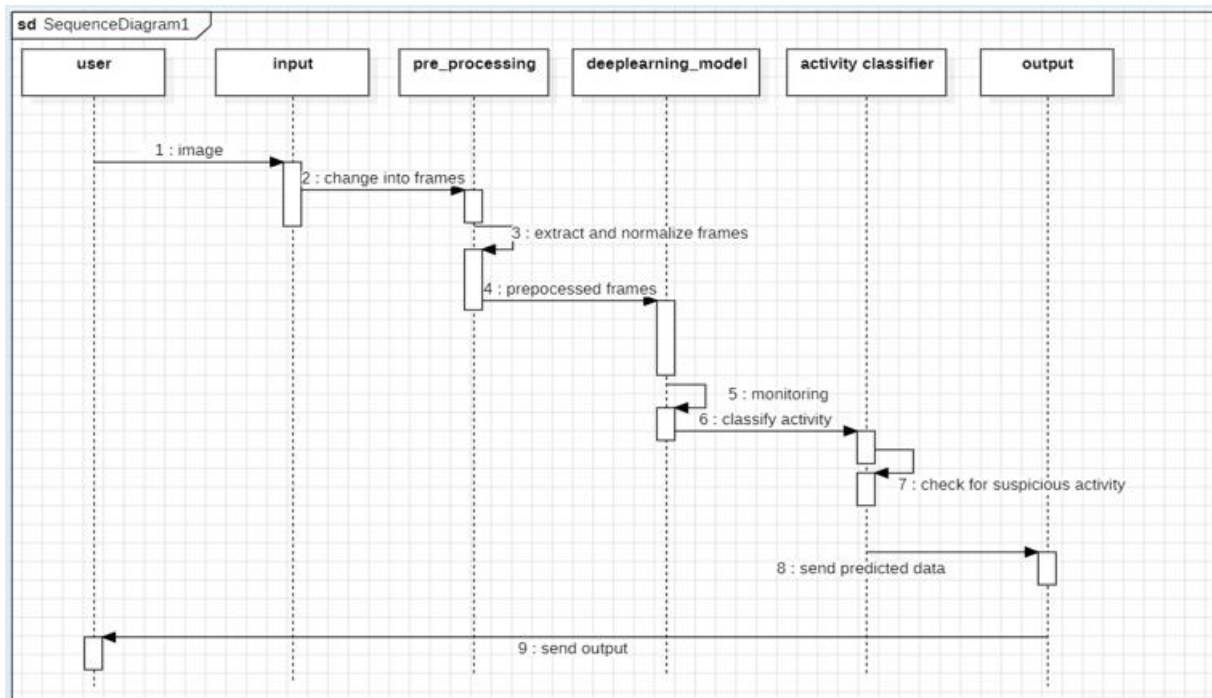 sd SequenceDiagram1
user
input
pre_processing
deeplearning_model
activity classifier
output
1 : image
2 : change into frames
3 : extract and normalize frames
4 : prepocessed frames
5 : monitoring
6 : classify activity
7 : check for suspicious activity
8 : send predicted data
9 : send output